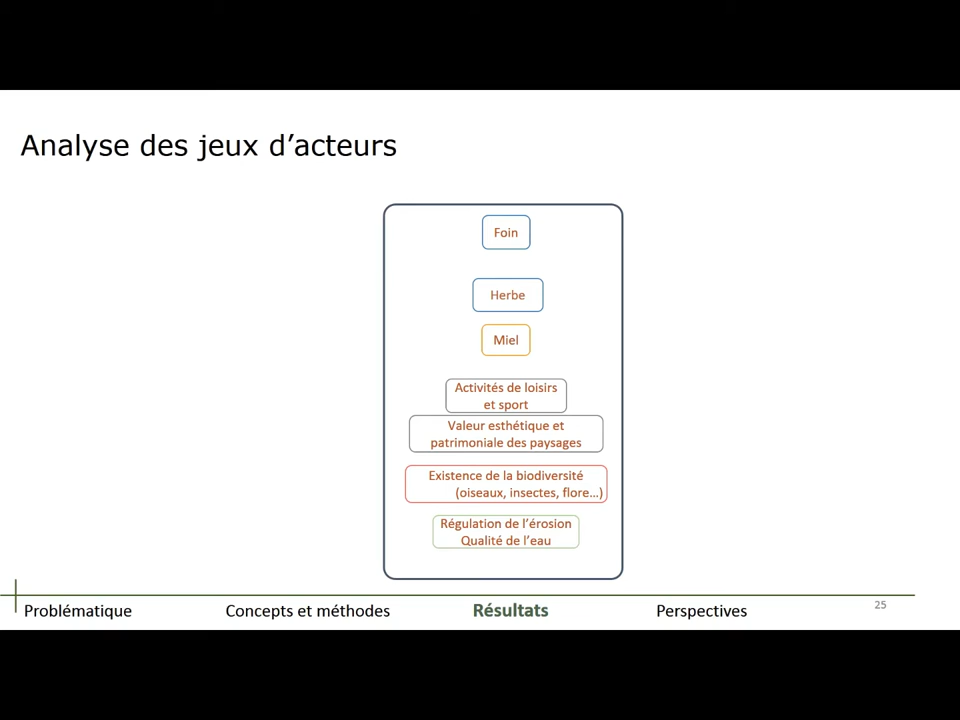 Analyse des jeux d’acteurs
Foin
Herbe
Miel
Activités de loisirs
et sport
Valeur esthétique et
patrimoniale des paysages
Existence de la biodiversité
(oiseaux, insectes, flore…)
Régulation de l’érosion
Qualité de l’eau
Problématique
Concepts et méthodes
Résultats
Perspectives
25